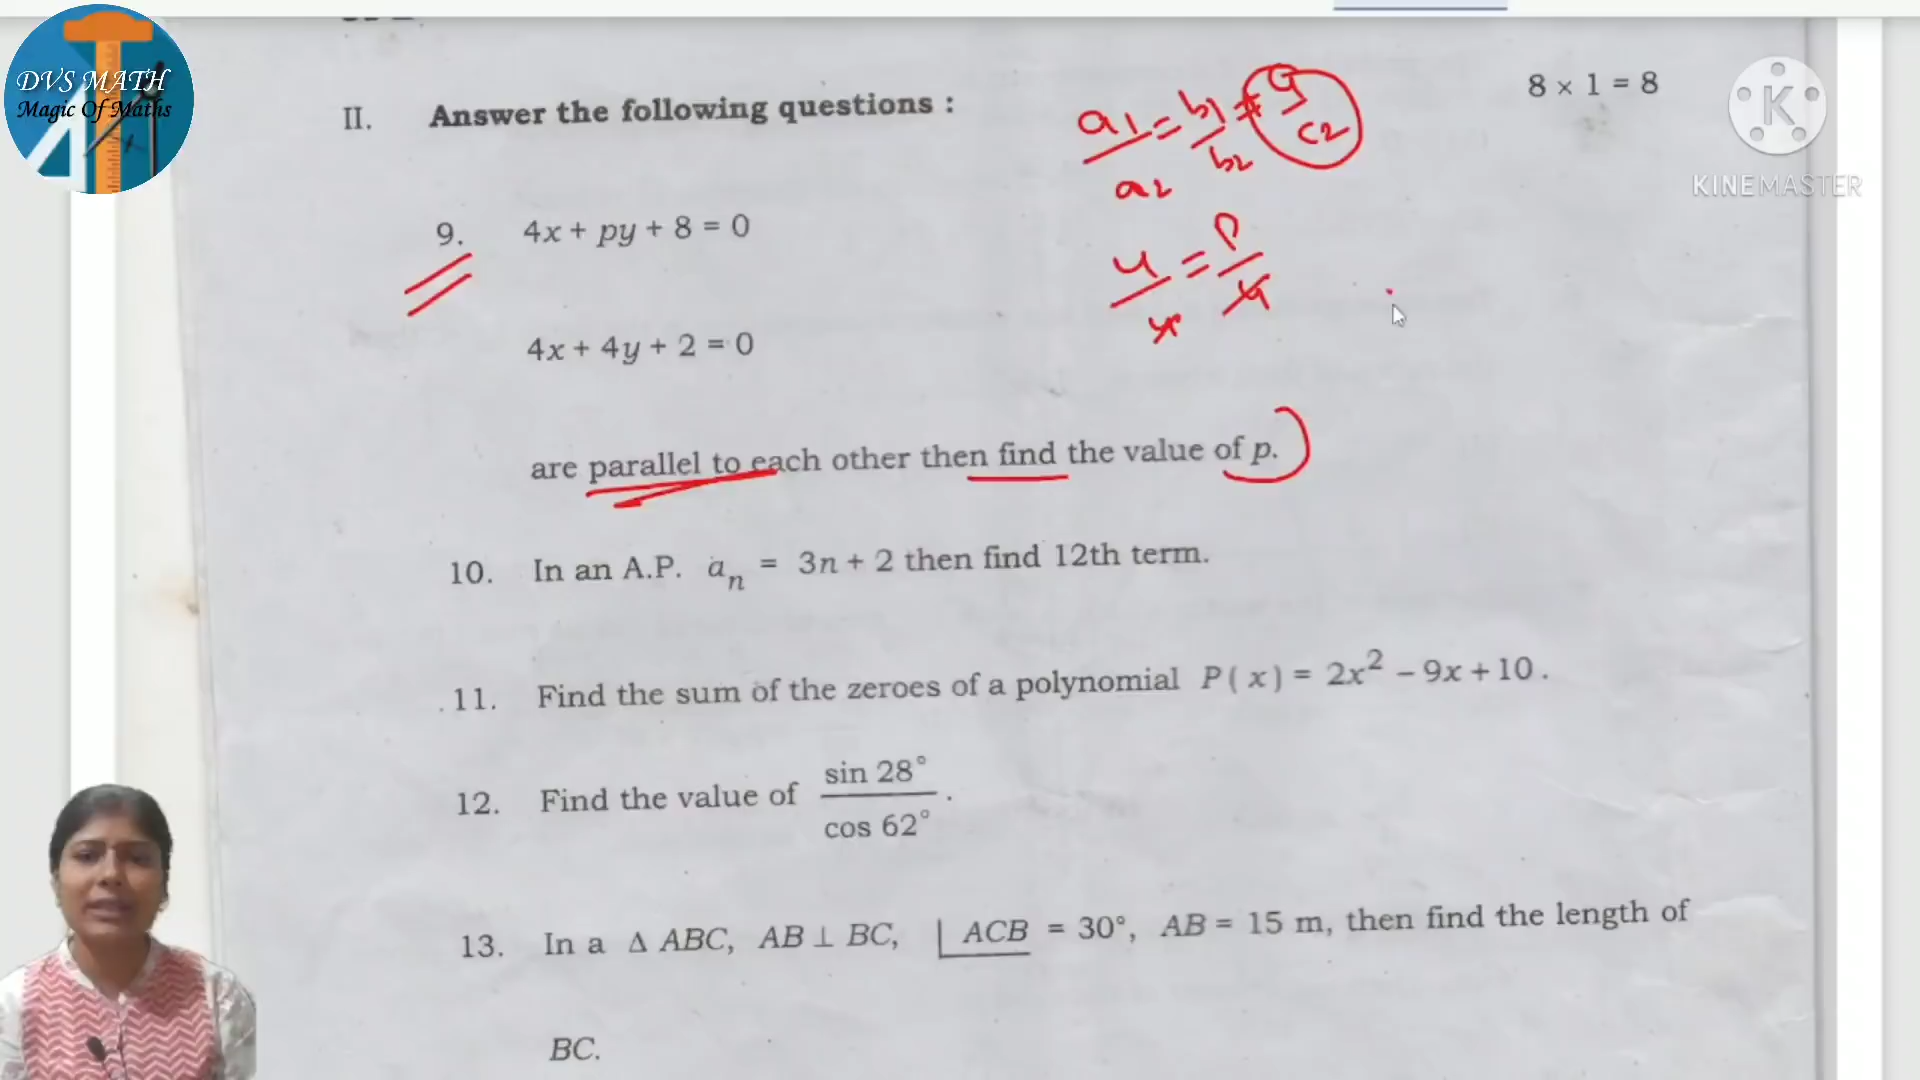 DVS MATH
Magic Of Maths
K
KINEMASTER
II. Answer the following questions : 8 × 1 = 8
a1/a2 = b1/b2 ≠ c1/c2
9. 4x + py + 8 = 0
4/4 = p/4
4x + 4y + 2 = 0
are parallel to each other then find the value of p.
10. In an A.P. aₙ = 3n + 2 then find 12th term.
11. Find the sum of the zeroes of a polynomial P( x ) = 2x² – 9x + 10 .
12. Find the value of sin 28° / cos 62° .
13. In a Δ ABC, AB ⊥ BC, ∠ACB = 30°, AB = 15 m, then find the length of
BC.